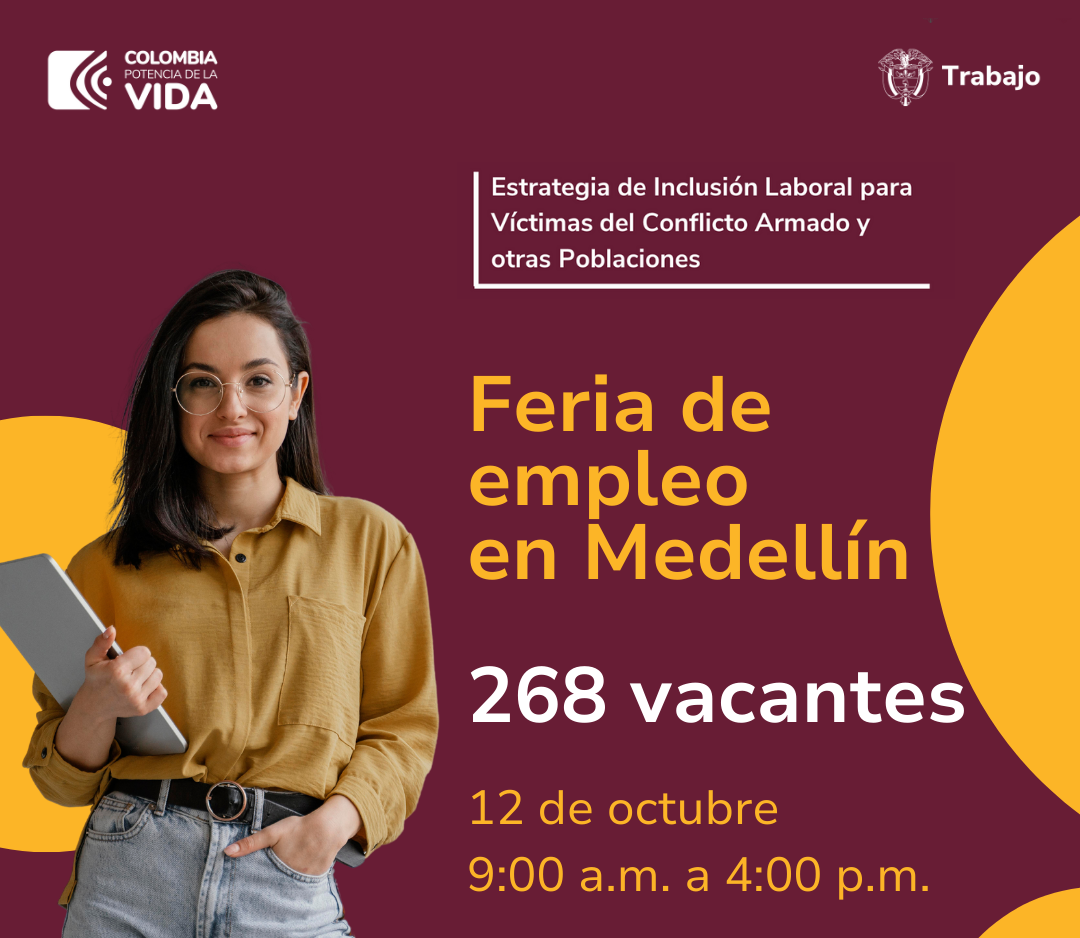 COLOMBIA
POTENCIA DE LA
VIDA
Trabajo
Estrategia de Inclusión Laboral para
Víctimas del Conflicto Armado y
otras Poblaciones
Feria de
empleo
en Medellín
268 vacantes
12 de octubre
9:00 a.m. a 4:00 p.m.